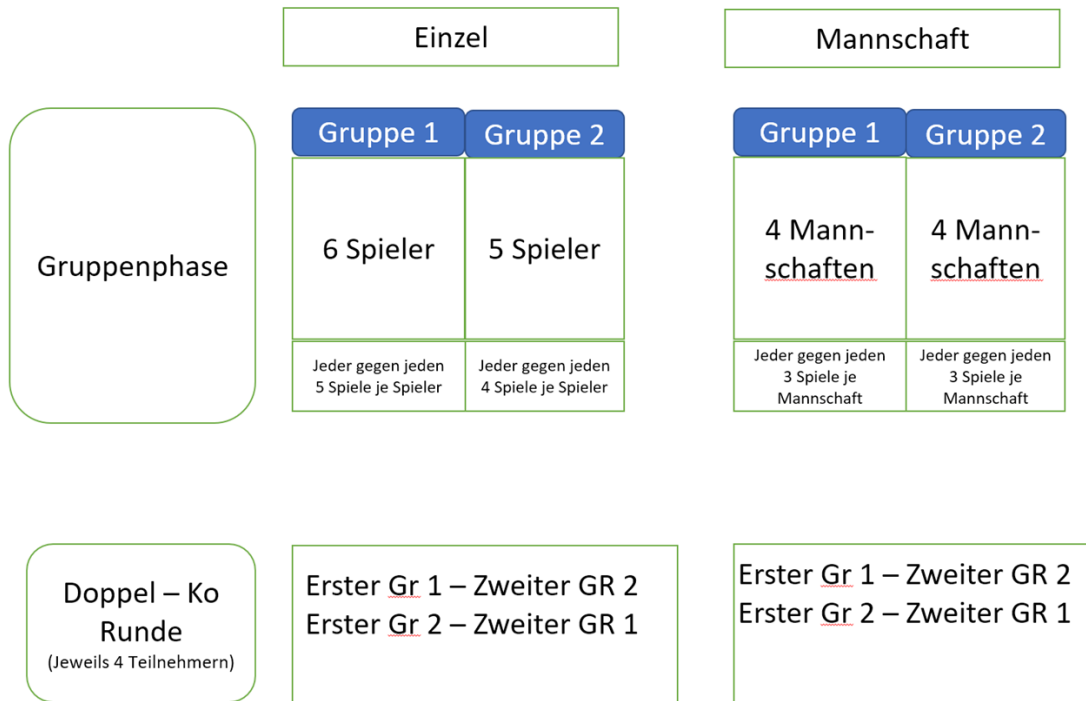 Einzel
Mannschaft
Gruppenphase
Gruppe 1
Gruppe 2
6 Spieler
5 Spieler
Jeder gegen jeden
5 Spiele je Spieler
Jeder gegen jeden
4 Spiele je Spieler
Gruppe 1
Gruppe 2
4 Mann-
schaften
4 Mann-
schaften
Jeder gegen jeden
3 Spiele je
Mannschaft
Jeder gegen jeden
3 Spiele je
Mannschaft
Doppel – Ko
Runde
(Jeweils 4 Teilnehmern)
Erster Gr 1 – Zweiter GR 2
Erster Gr 2 – Zweiter GR 1
Erster Gr 1 – Zweiter GR 2
Erster Gr 2 – Zweiter GR 1